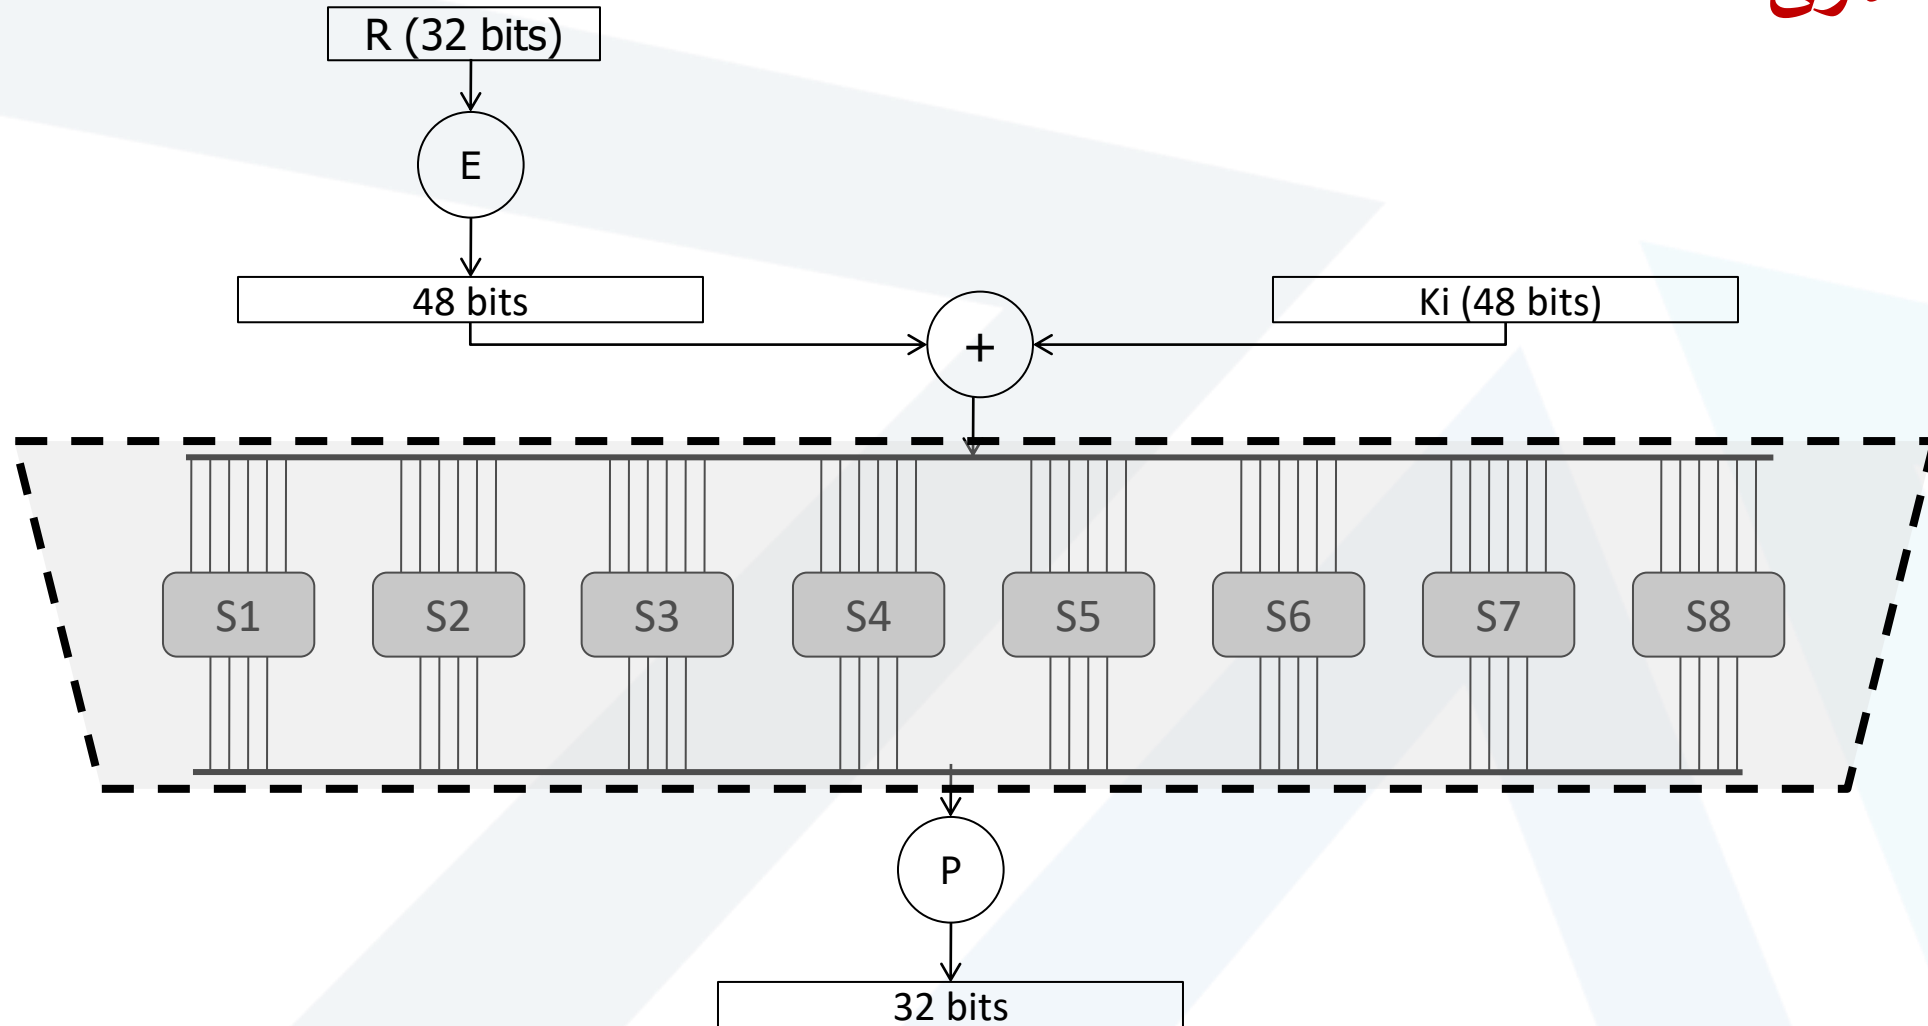 R (32 bits)
E
48 bits
Ki (48 bits)
+
S1 S2 S3 S4 S5 S6 S7 S8
P
32 bits